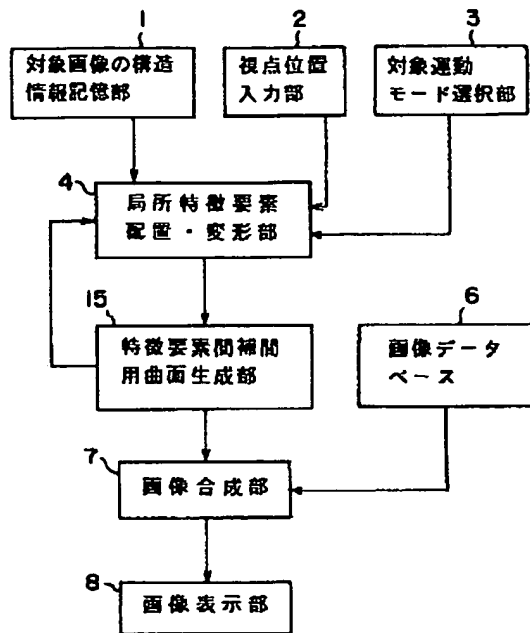 1
対象画像の構造
情報記憶部
2
視点位置
入力部
3
対象運動
モード選択部
4
局所特徴要素
配置・変形部
15
特徴要素間補間
用曲面生成部
6
画像データ
ベース
7
画像合成部
8
画像表示部